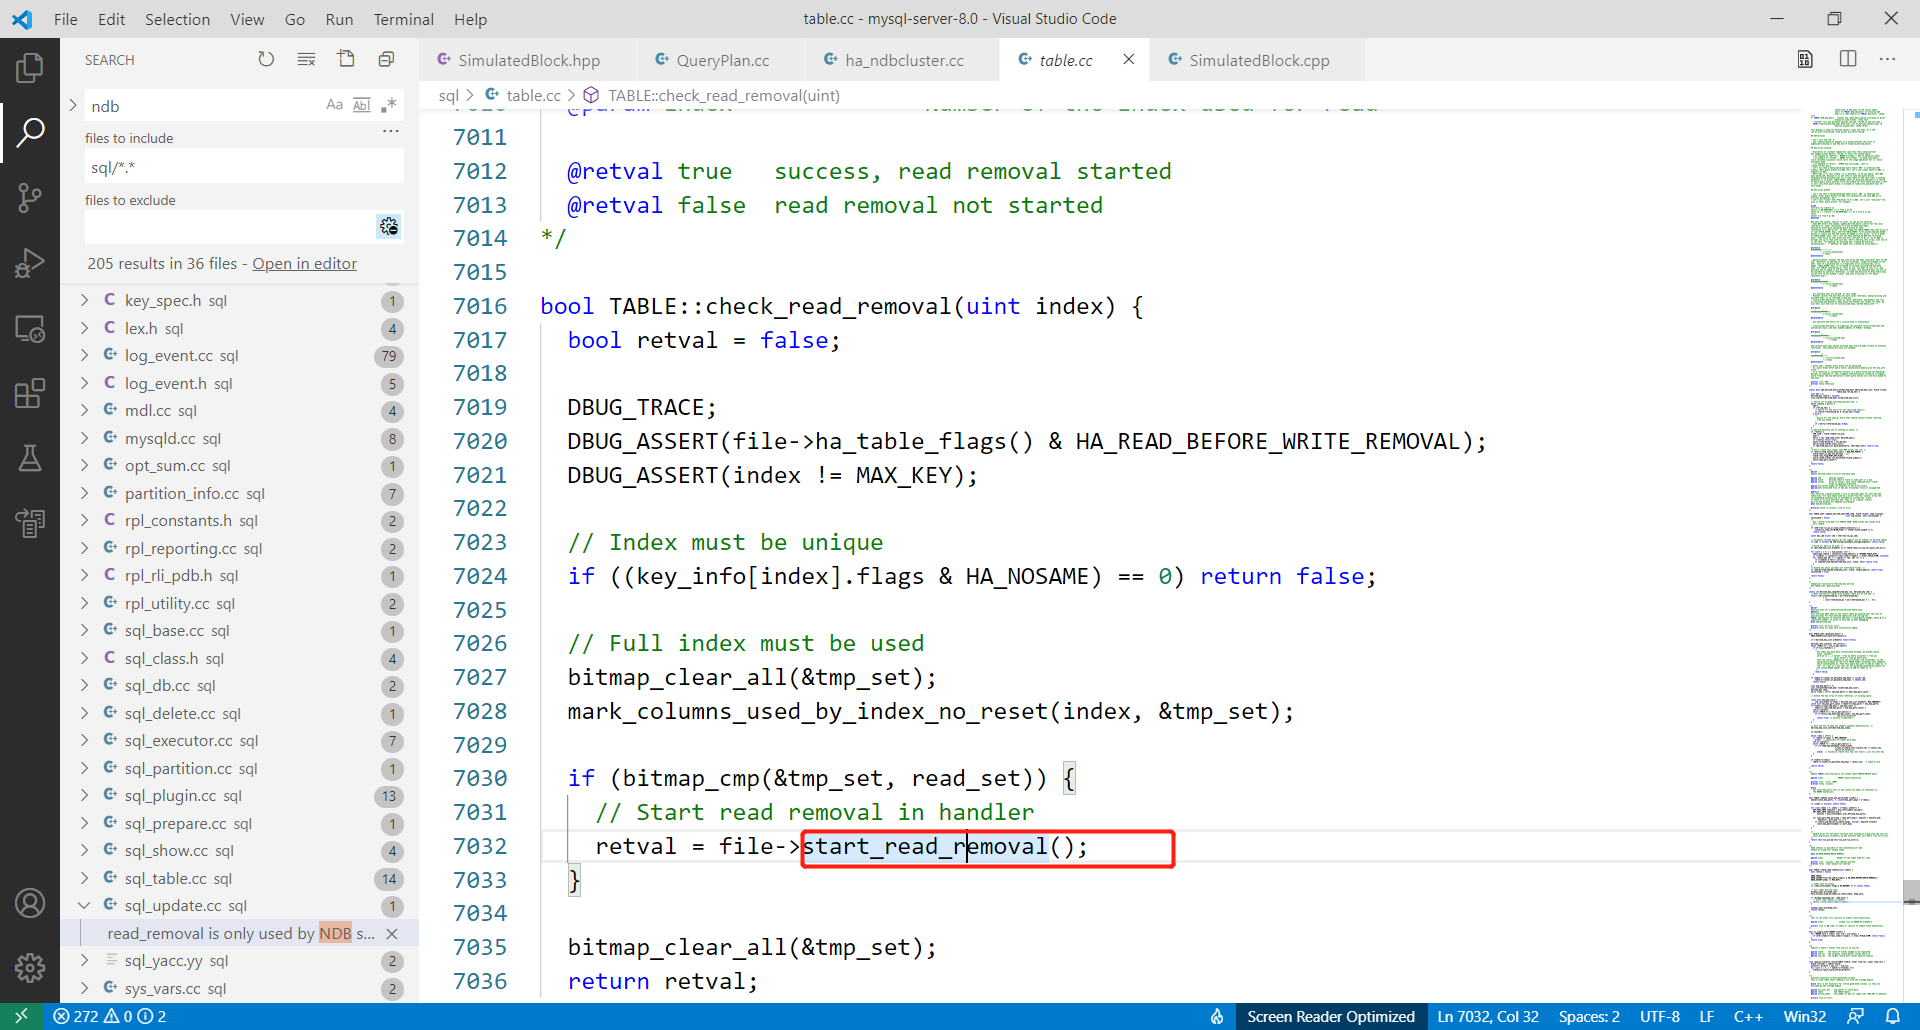 File Edit Selection View Go Run Terminal Help
table.cc - mysql-server-8.0 - Visual Studio Code
SEARCH
SimulatedBlock.hpp QueryPlan.cc ha_ndbcluster.cc table.cc SimulatedBlock.cpp
ndb Aa Abl .*
files to include
sql/*.*
files to exclude
205 results in 36 files - Open in editor
key_spec.h sql 1
lex.h sql 4
log_event.cc sql 79
log_event.h sql 5
mdl.cc sql 4
mysqld.cc sql 8
opt_sum.cc sql 1
partition_info.cc sql 7
rpl_constants.h sql 2
rpl_reporting.cc sql 2
rpl_rli_pdb.h sql 1
rpl_utility.cc sql 2
sql_base.cc sql 1
sql_class.h sql 4
sql_db.cc sql 2
sql_delete.cc sql 1
sql_executor.cc sql 7
sql_partition.cc sql 1
sql_plugin.cc sql 13
sql_prepare.cc sql 1
sql_show.cc sql 4
sql_table.cc sql 14
sql_update.cc sql 1
read_removal is only used by NDB s...
sql_yacc.yy sql 2
sys_vars.cc sql 2
sql > table.cc > TABLE::check_read_removal(uint)
7010 @param index Number of the index used for read
7011
7012 @retval true success, read removal started
7013 @retval false read removal not started
7014 */
7015
7016 bool TABLE::check_read_removal(uint index) {
7017 bool retval = false;
7018
7019 DBUG_TRACE;
7020 DBUG_ASSERT(file->ha_table_flags() & HA_READ_BEFORE_WRITE_REMOVAL);
7021 DBUG_ASSERT(index != MAX_KEY);
7022
7023 // Index must be unique
7024 if ((key_info[index].flags & HA_NOSAME) == 0) return false;
7025
7026 // Full index must be used
7027 bitmap_clear_all(&tmp_set);
7028 mark_columns_used_by_index_no_reset(index, &tmp_set);
7029
7030 if (bitmap_cmp(&tmp_set, read_set)) {
7031 // Start read removal in handler
7032 retval = file->start_read_removal();
7033 }
7034
7035 bitmap_clear_all(&tmp_set);
7036 return retval;
272 0 2
Screen Reader Optimized Ln 7032, Col 32 Spaces: 2 UTF-8 LF C++ Win32